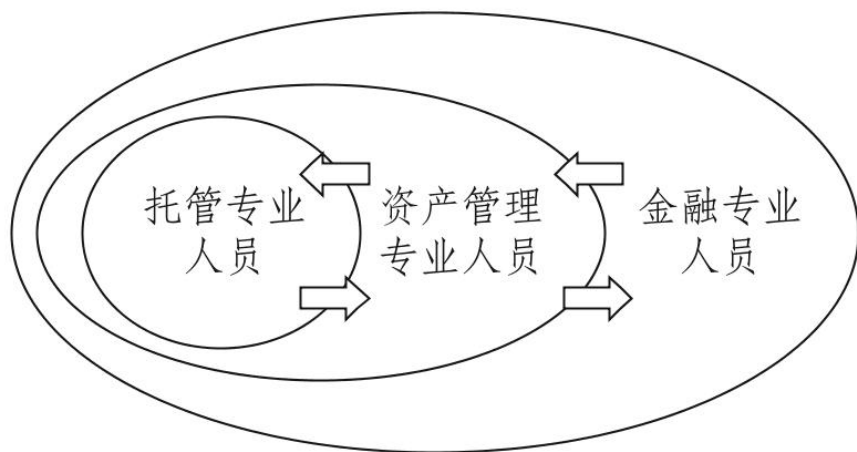 托管专业
人员
资产管理
专业人员
金融专业
人员